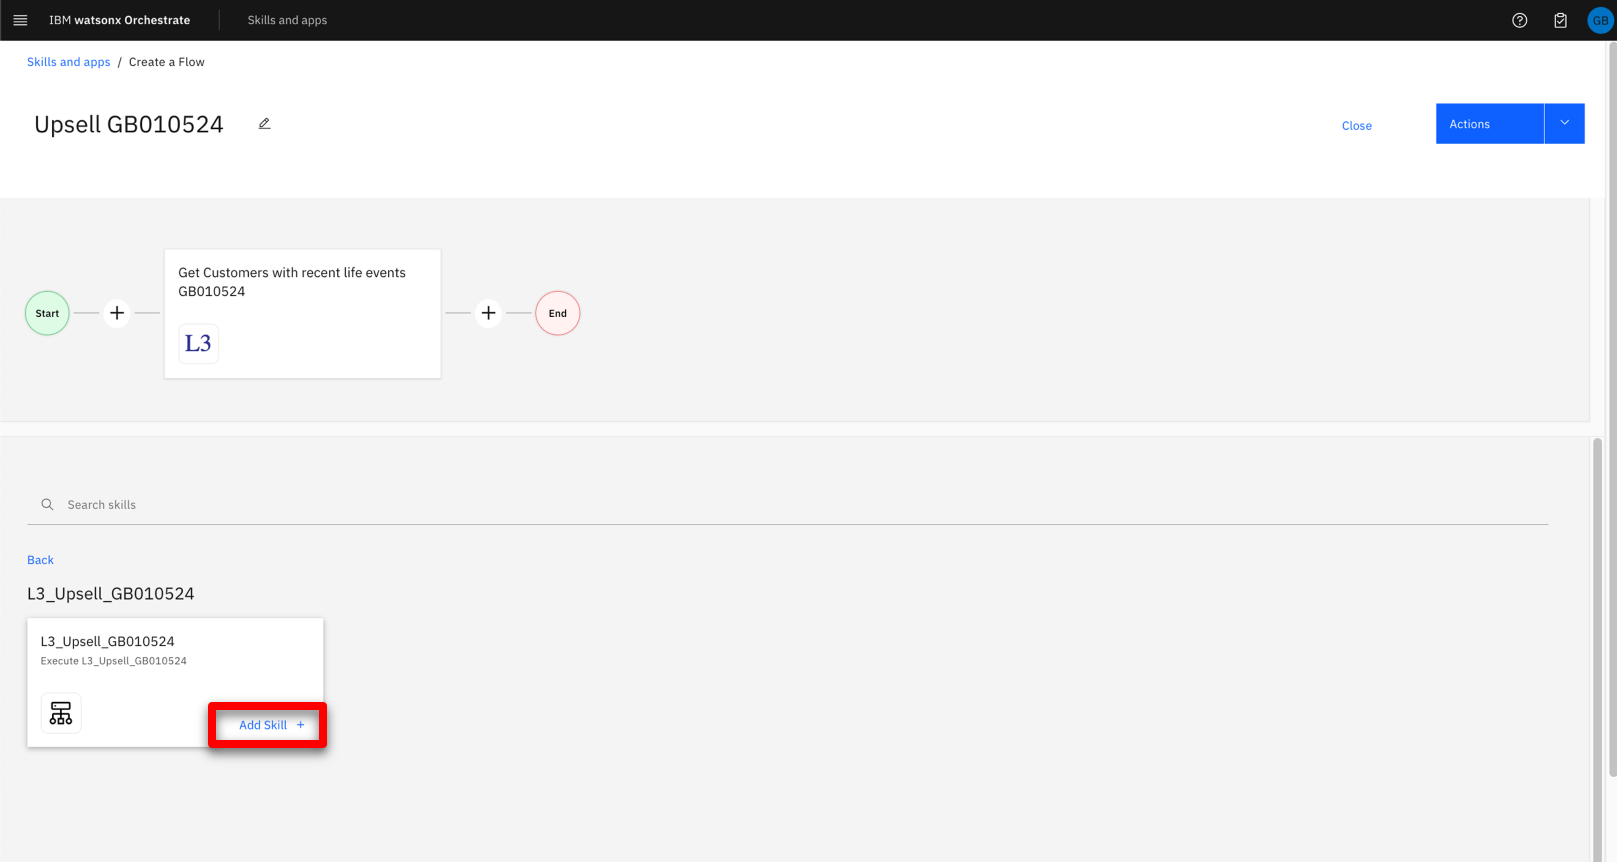 IBM watsonx Orchestrate
Skills and apps
GB
Skills and apps / Create a Flow
Upsell GB010524
Close
Actions
Get Customers with recent life events
GB010524
L3
Start
End
Search skills
Back
L3_Upsell_GB010524
L3_Upsell_GB010524
Execute L3_Upsell_GB010524
Add Skill +